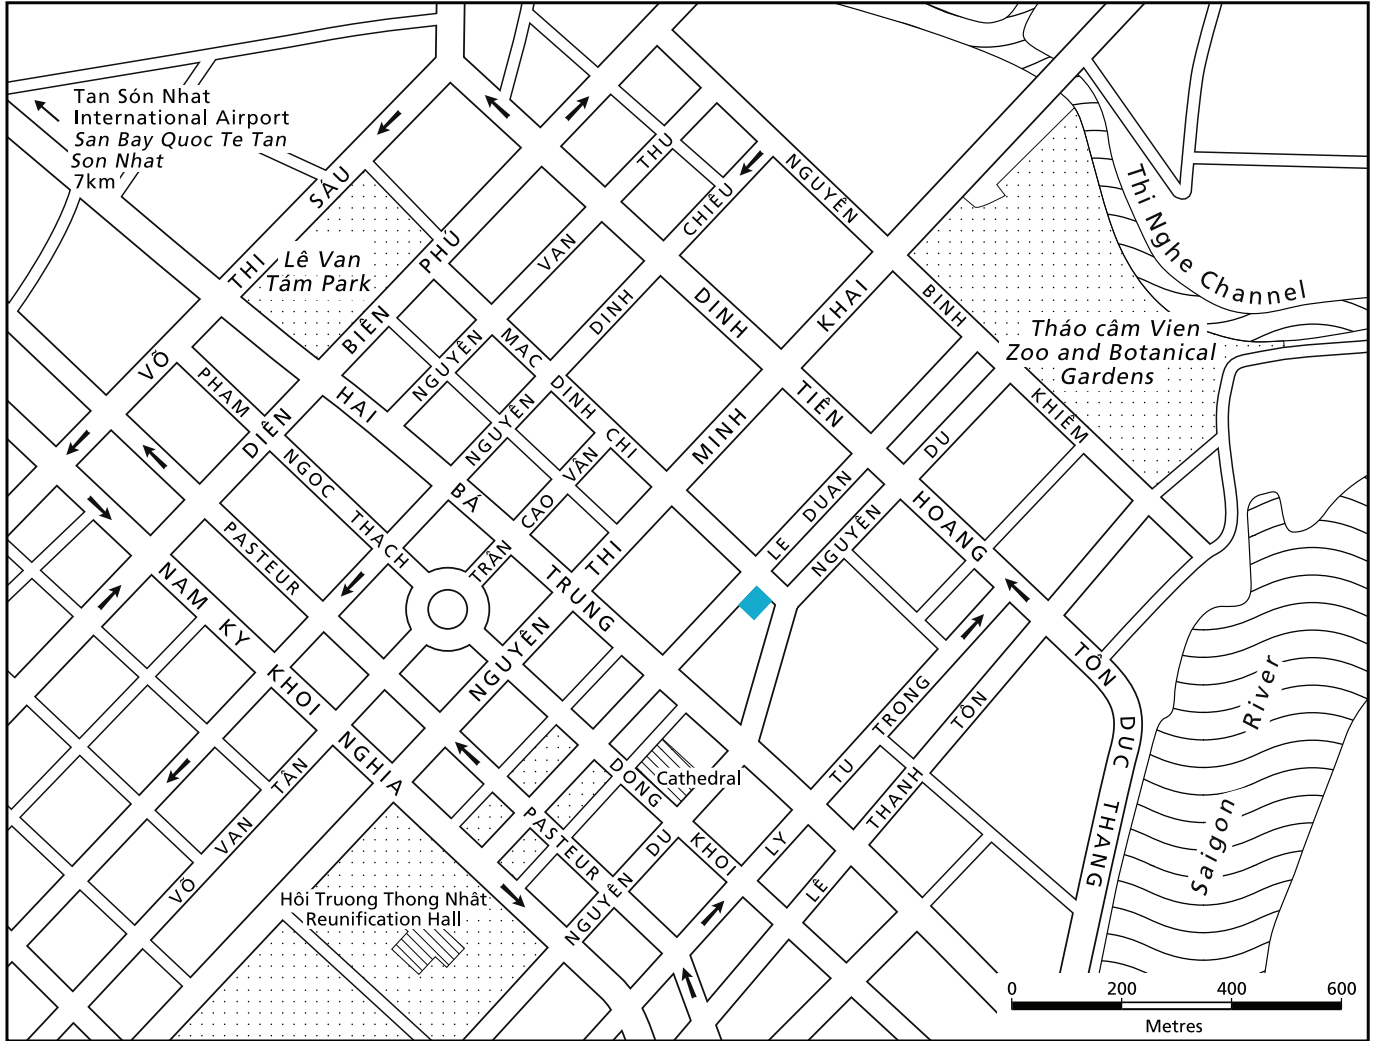 Tan Són Nhat
International Airport
San Bay Quoc Te Tan
Son Nhat
7km
SÁU
THI
Lê Van
Tám Park
PHÚ
BIÊN
DIÊN
VÕ
PHAM
NGOC
THACH
HAI
BÁ
TRUNG
THU
CHIÊU
NGUYÊN
BINH
KHIÊM
VAN
DINH
DINH
TIÊN
HOANG
KHAI
MINH
THI
NGUYÊN
MAC
DINH
CHI
NGUYÊN
NGUYÊN
VÂN
CAO
TRÂN
Thi Nghe Channel
Tháo câm Vien
Zoo and Botanical
Gardens
DU
NGUYÊN
LE DUAN
PASTEUR
NAM
KY
KHOI
NGHIA
TÂN
VAN
VÕ
TÔN
DUC
THANG
TÔN
THANH
TRONG
TU
LY
LÊ
Cathedral
DONG
KHOI
PASTEUR
DU
NGUYÊN
Hôi Truong Thong Nhât
Reunification Hall
Saigon River
0 200 400 600
Metres